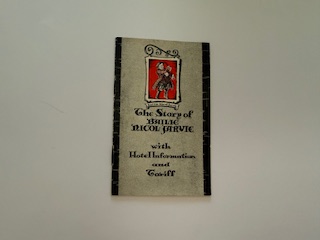 The Story of
BAILIE
NICOL JARVIE
with
Hotel Information
and
Tariff